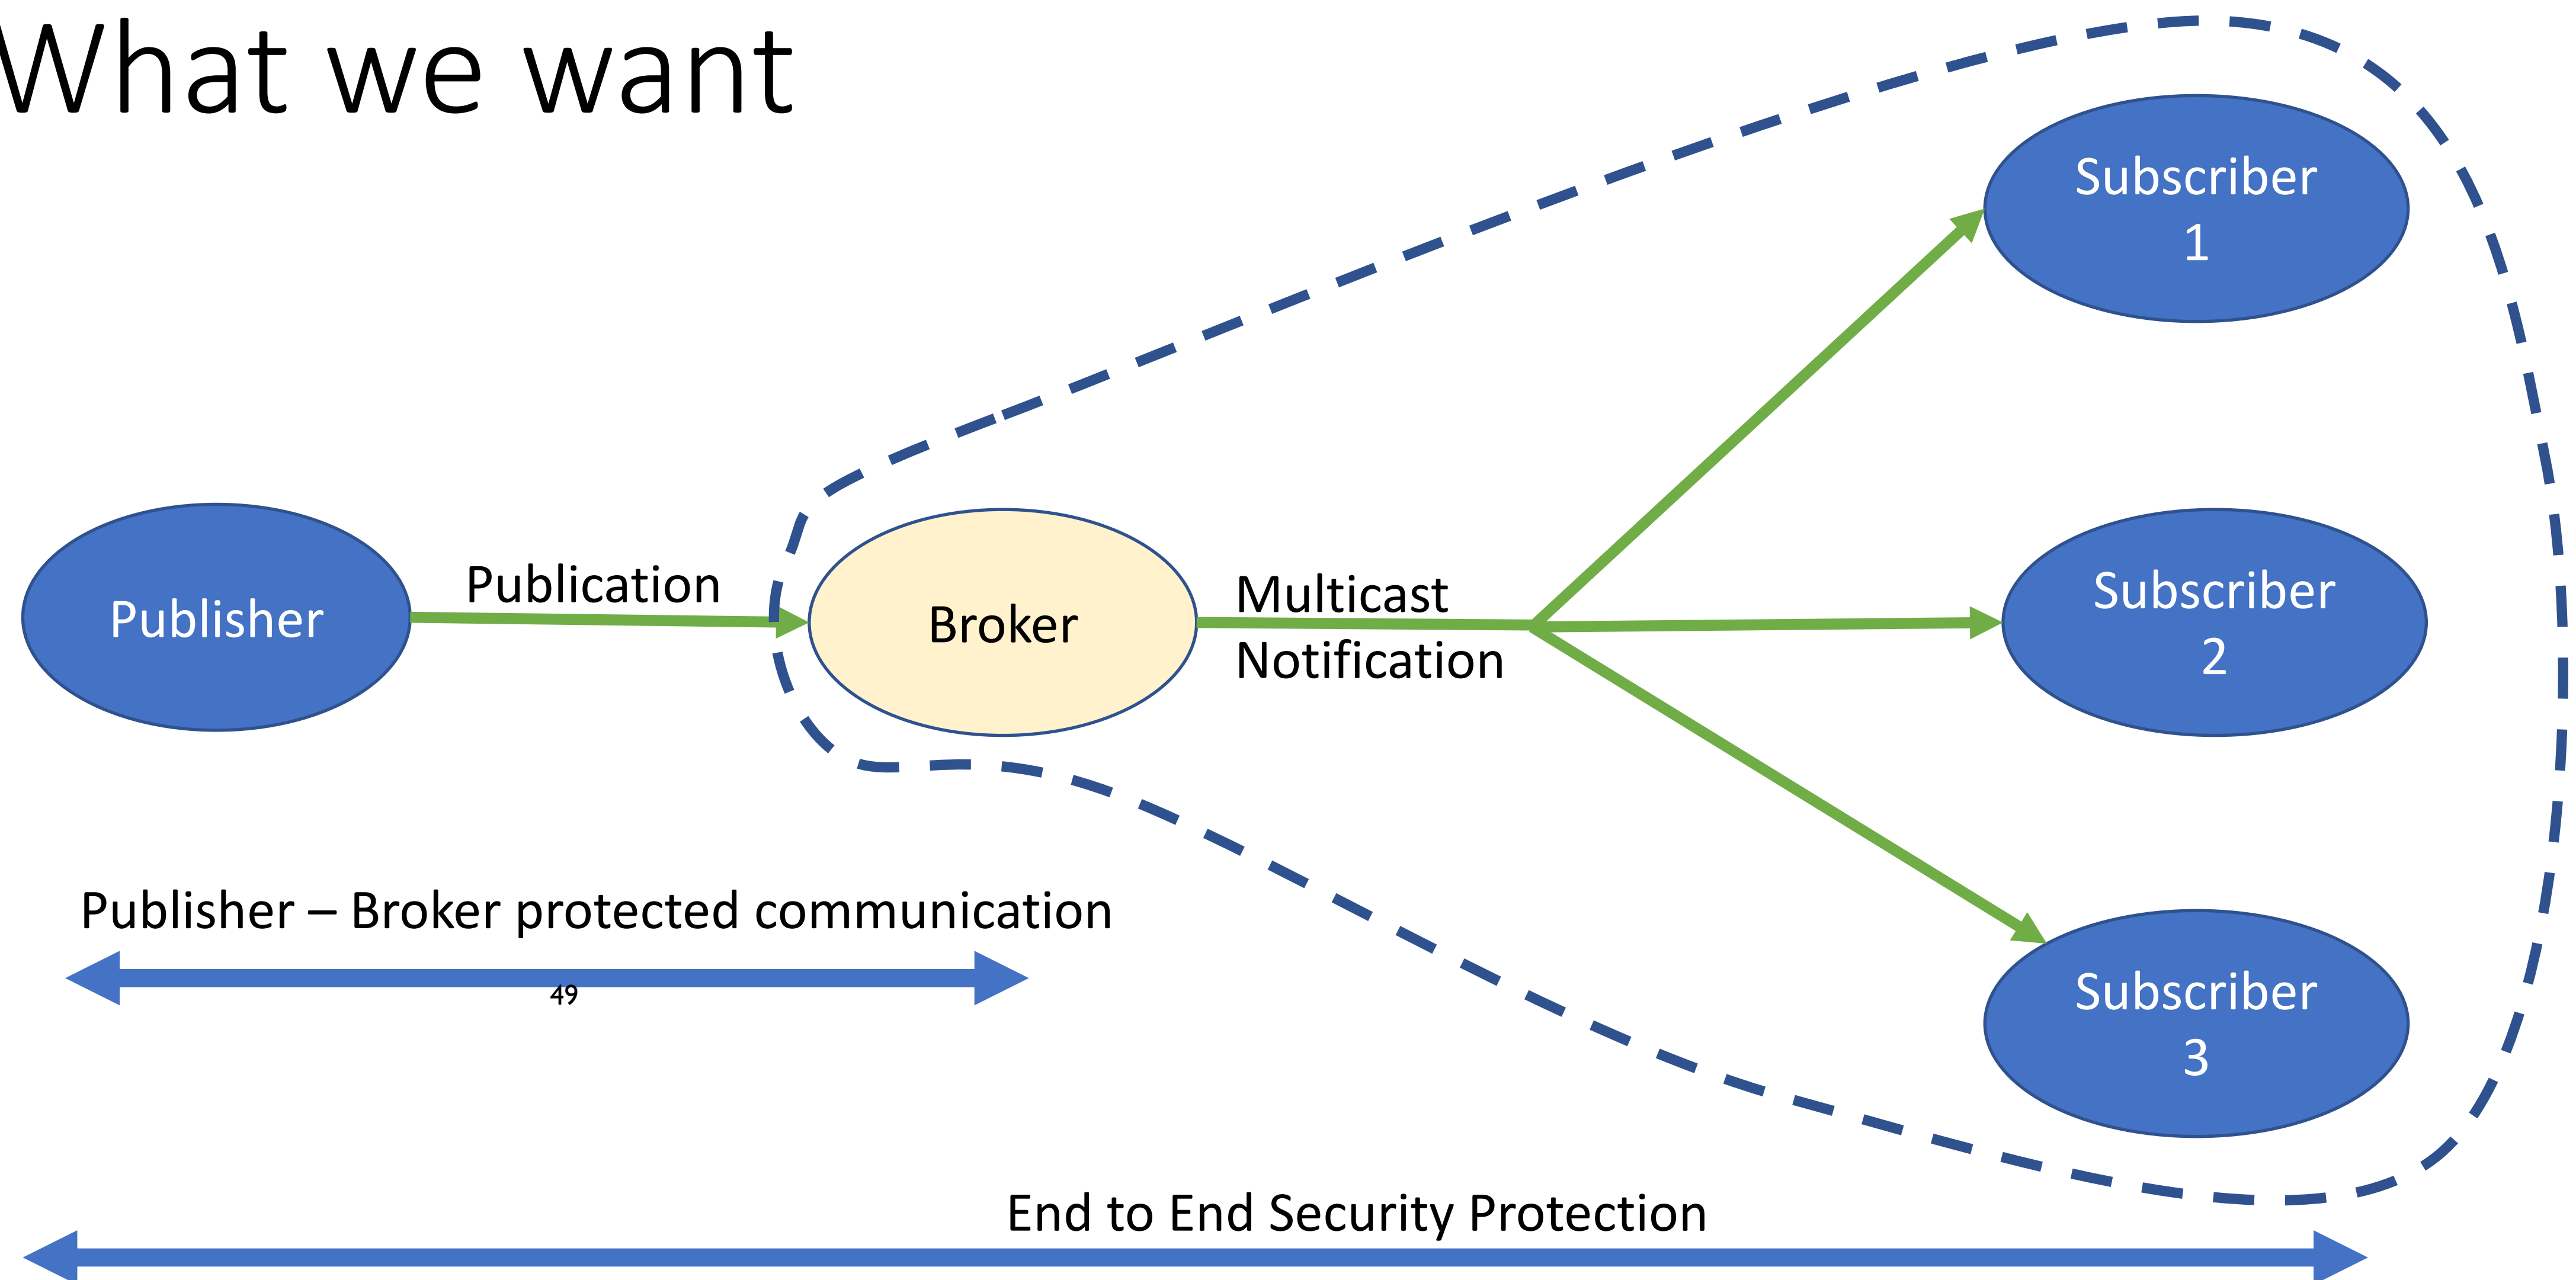 What we want
Subscriber
1
Publication
Publisher
Broker
Multicast
Notification
Subscriber
2
Publisher – Broker protected communication
49
Subscriber
3
End to End Security Protection